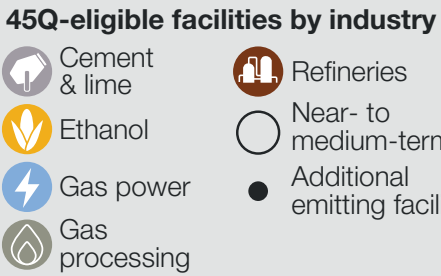 45Q-eligible facilities by industry
Cement
& lime
Ethanol
Gas power
Gas
processing
Refineries
Near- to
medium-term
Additional
emitting